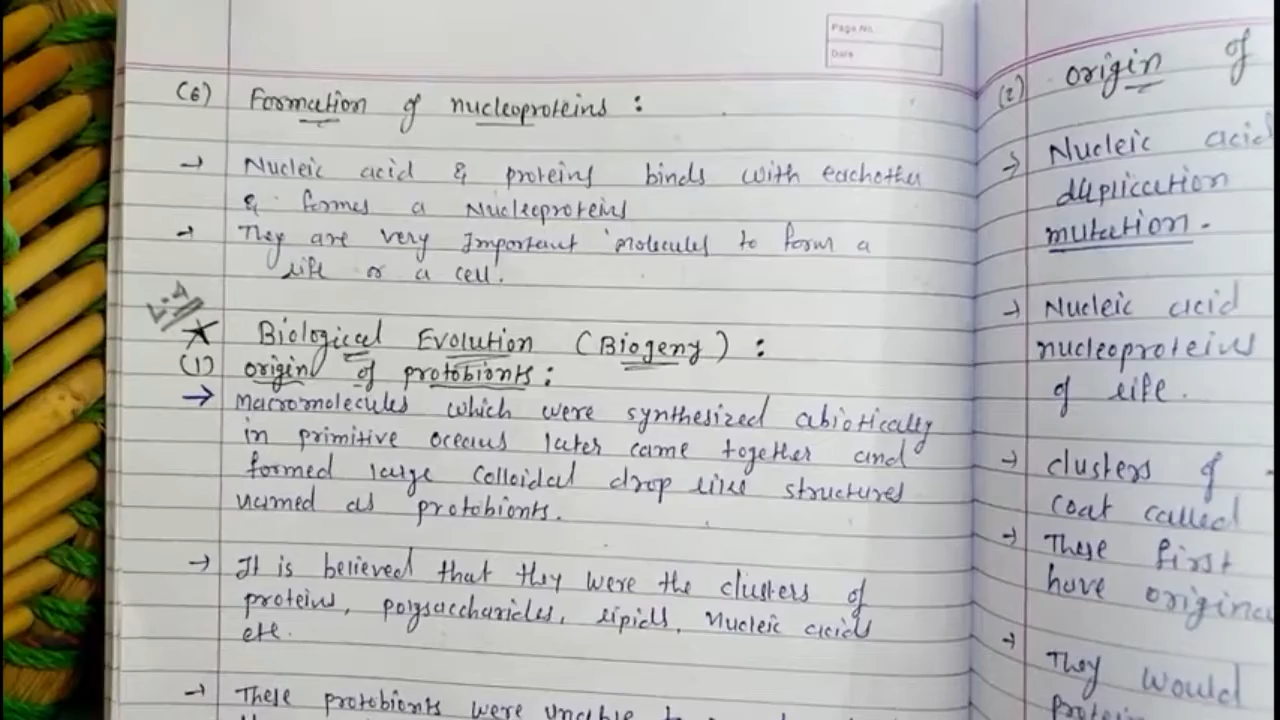 Page No.
Date
(6) Formation of nucleoproteins :
→ Nucleic acid & proteins binds with eachother
& formes a Nucleoproteins
→ They are very Important molecules to form a
life or a cell.
★ Biological Evolution (Biogeny) :
(1) origin of protobionts :
→ Macromolecules which were synthesized abiotically
in primitive oceans later came together and
formed large colloidal drop like structures
named as protobionts.
→ It is believed that they were the clusters of
proteins, polysaccharides, lipids, Nucleic acids
etc.
→ These protobionts were unable
(2) origin of
→ Nucleic acid
duplication
mutation.
→ Nucleic acid
nucleoproteins
of life.
→ clusters of
coat called
→ These first
have
→ They would